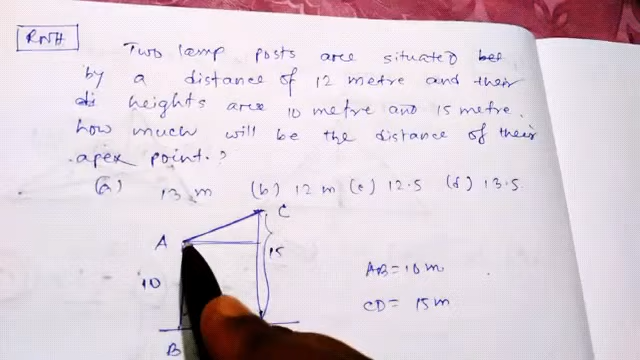 RNH
Two lamp posts are situated
by a distance of 12 metre and their
heights are 10 metre and 15 metre.
how much will be the distance of their
apex point.?
(a) 13 m (b) 12 m (c) 12.5 (d) 13.5
C
A
15
10
AB = 10 m
CD = 15 m
B